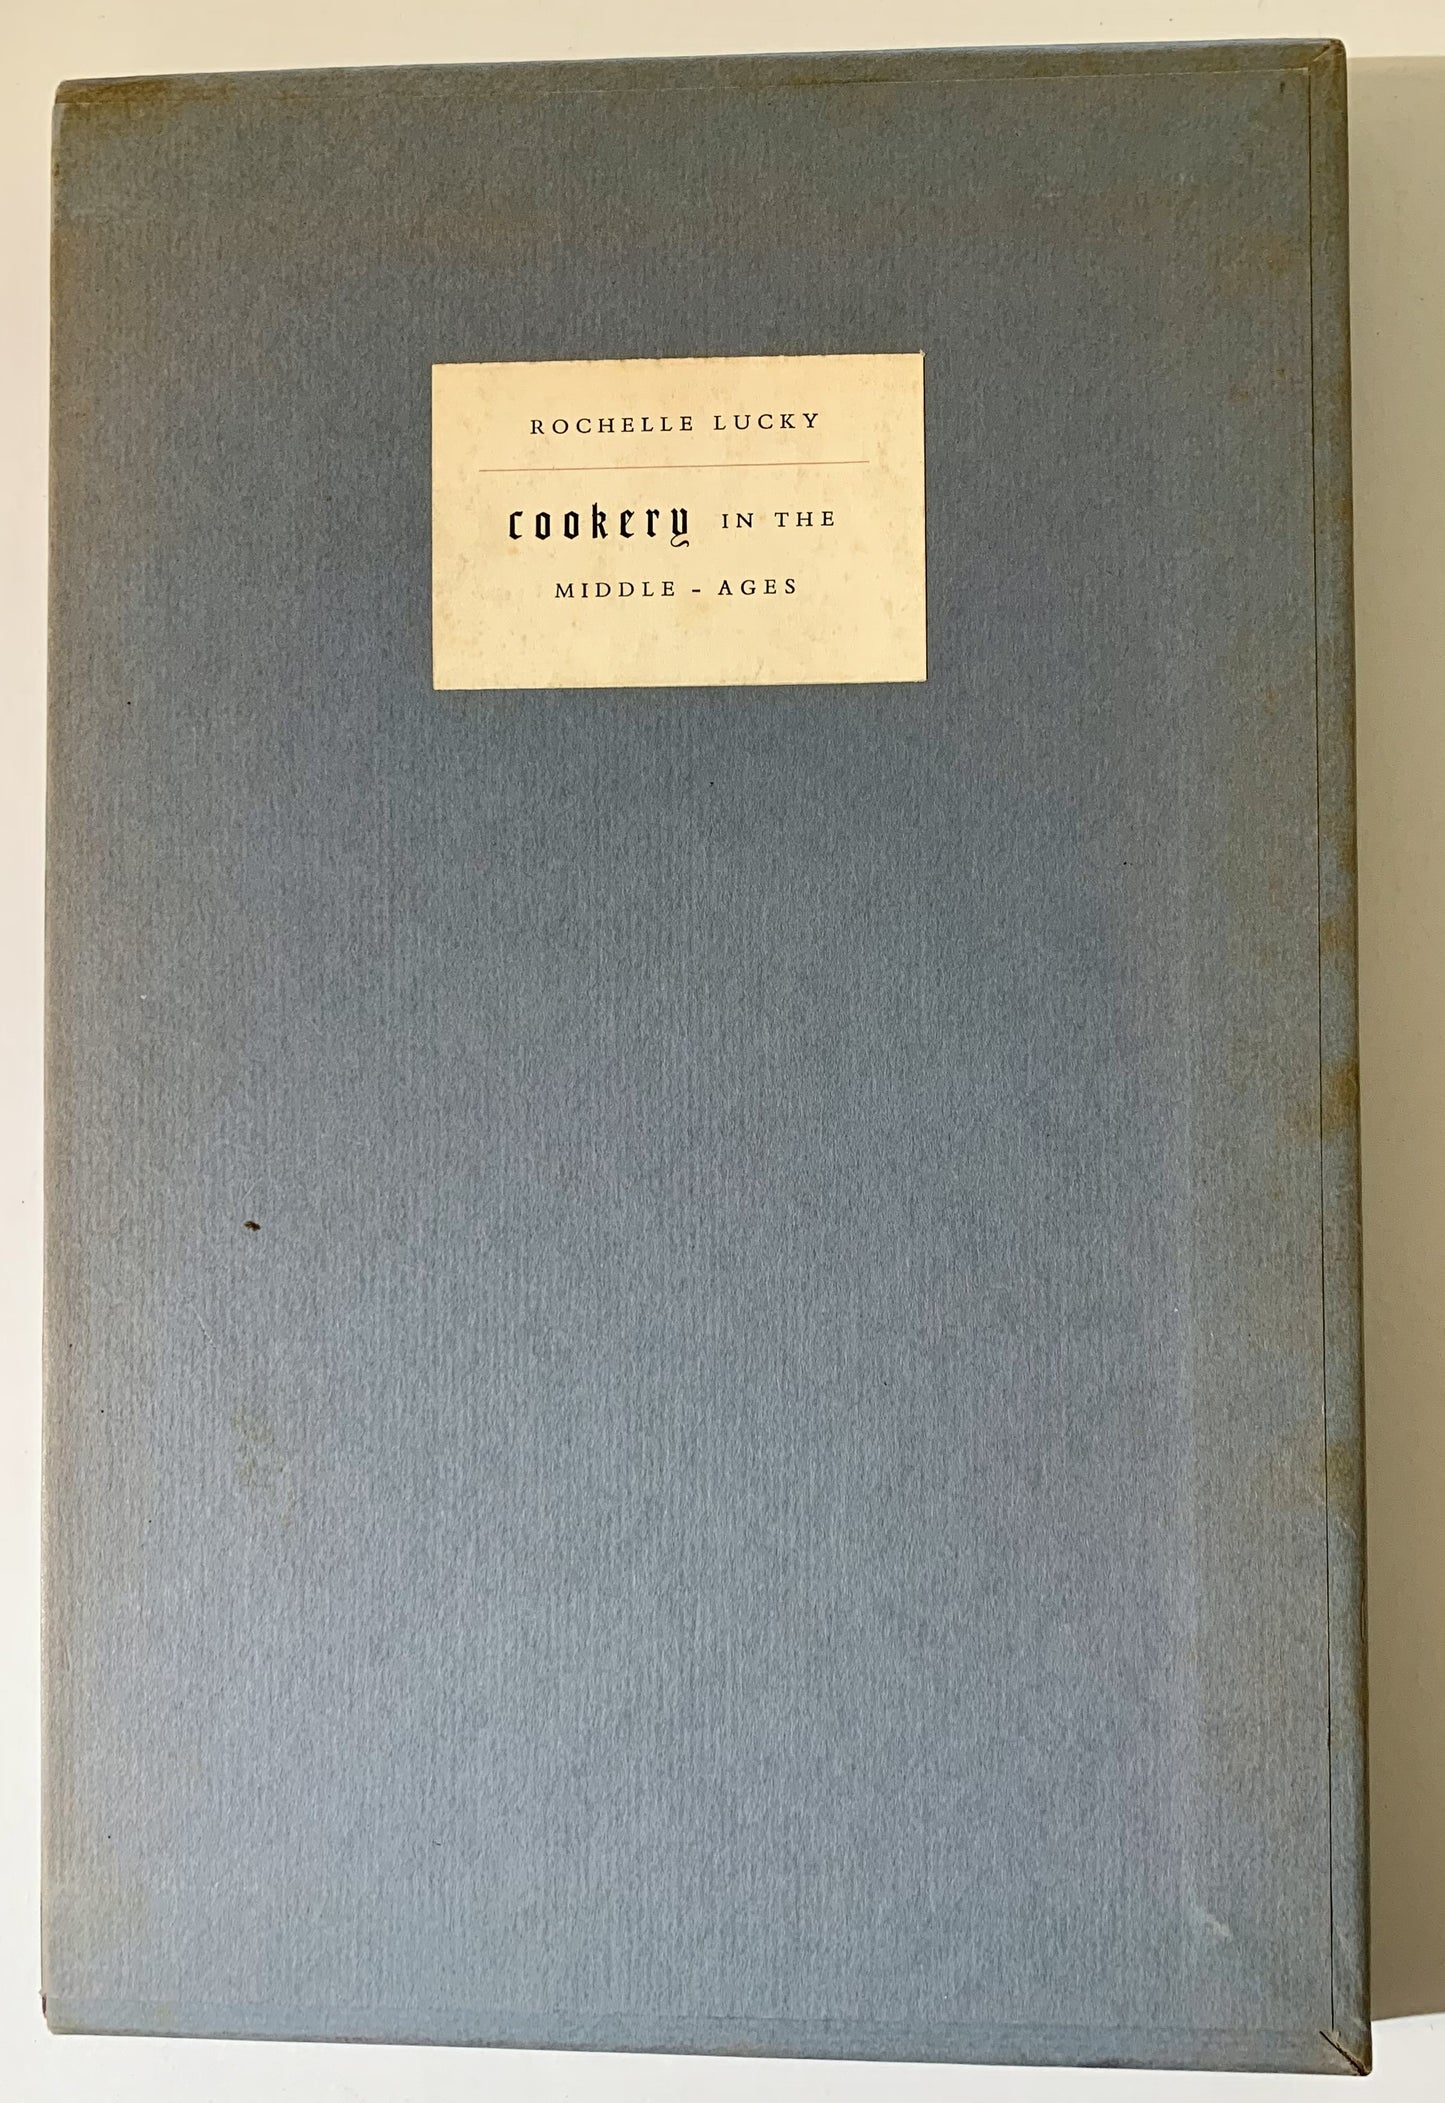 ROCHELLE LUCKY
cookery IN THE
MIDDLE - AGES